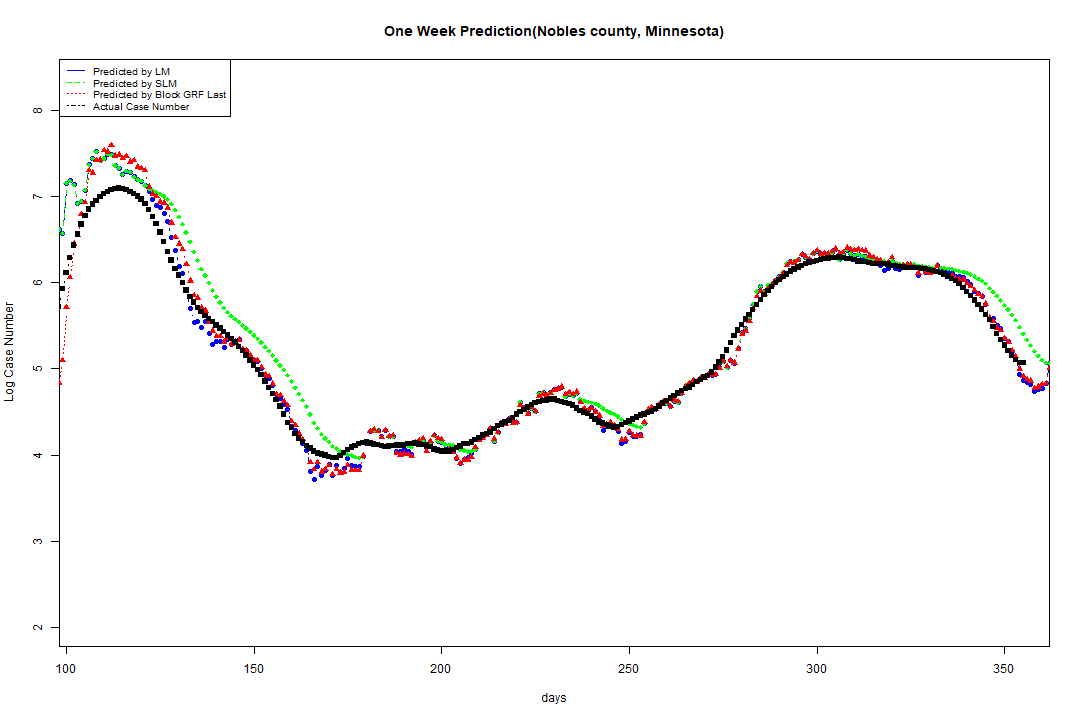 One Week Prediction(Nobles county, Minnesota)
Predicted by LM
Predicted by SLM
Predicted by Block GRF Last
Actual Case Number
8
7
6
5
4
3
2
Log Case Number
100 150 200 250 300 350
days